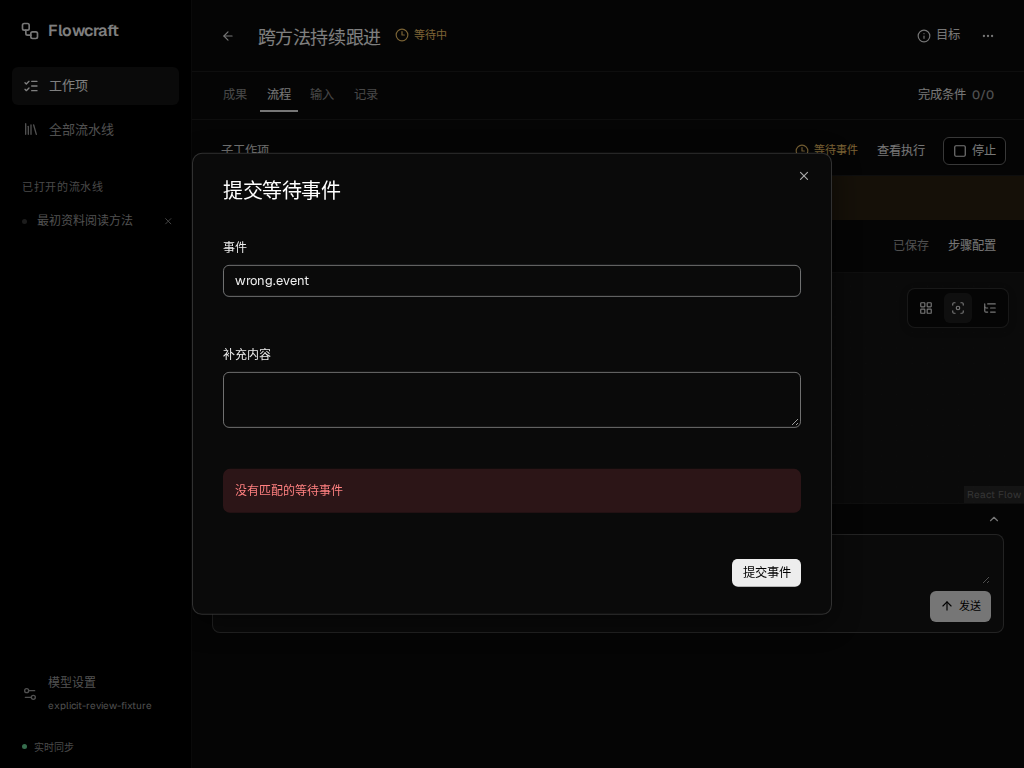 Flowcraft
工作项
全部流水线
已打开的流水线
最初资料阅读方法
模型设置
explicit-review-fixture
实时同步
跨方法持续跟进
等待中
目标
成果
流程
输入
记录
完成条件 0/0
子工作项
等待事件
查看执行
停止
已保存
步骤配置
提交等待事件
事件
wrong.event
补充内容
没有匹配的等待事件
提交事件
React Flow
发送